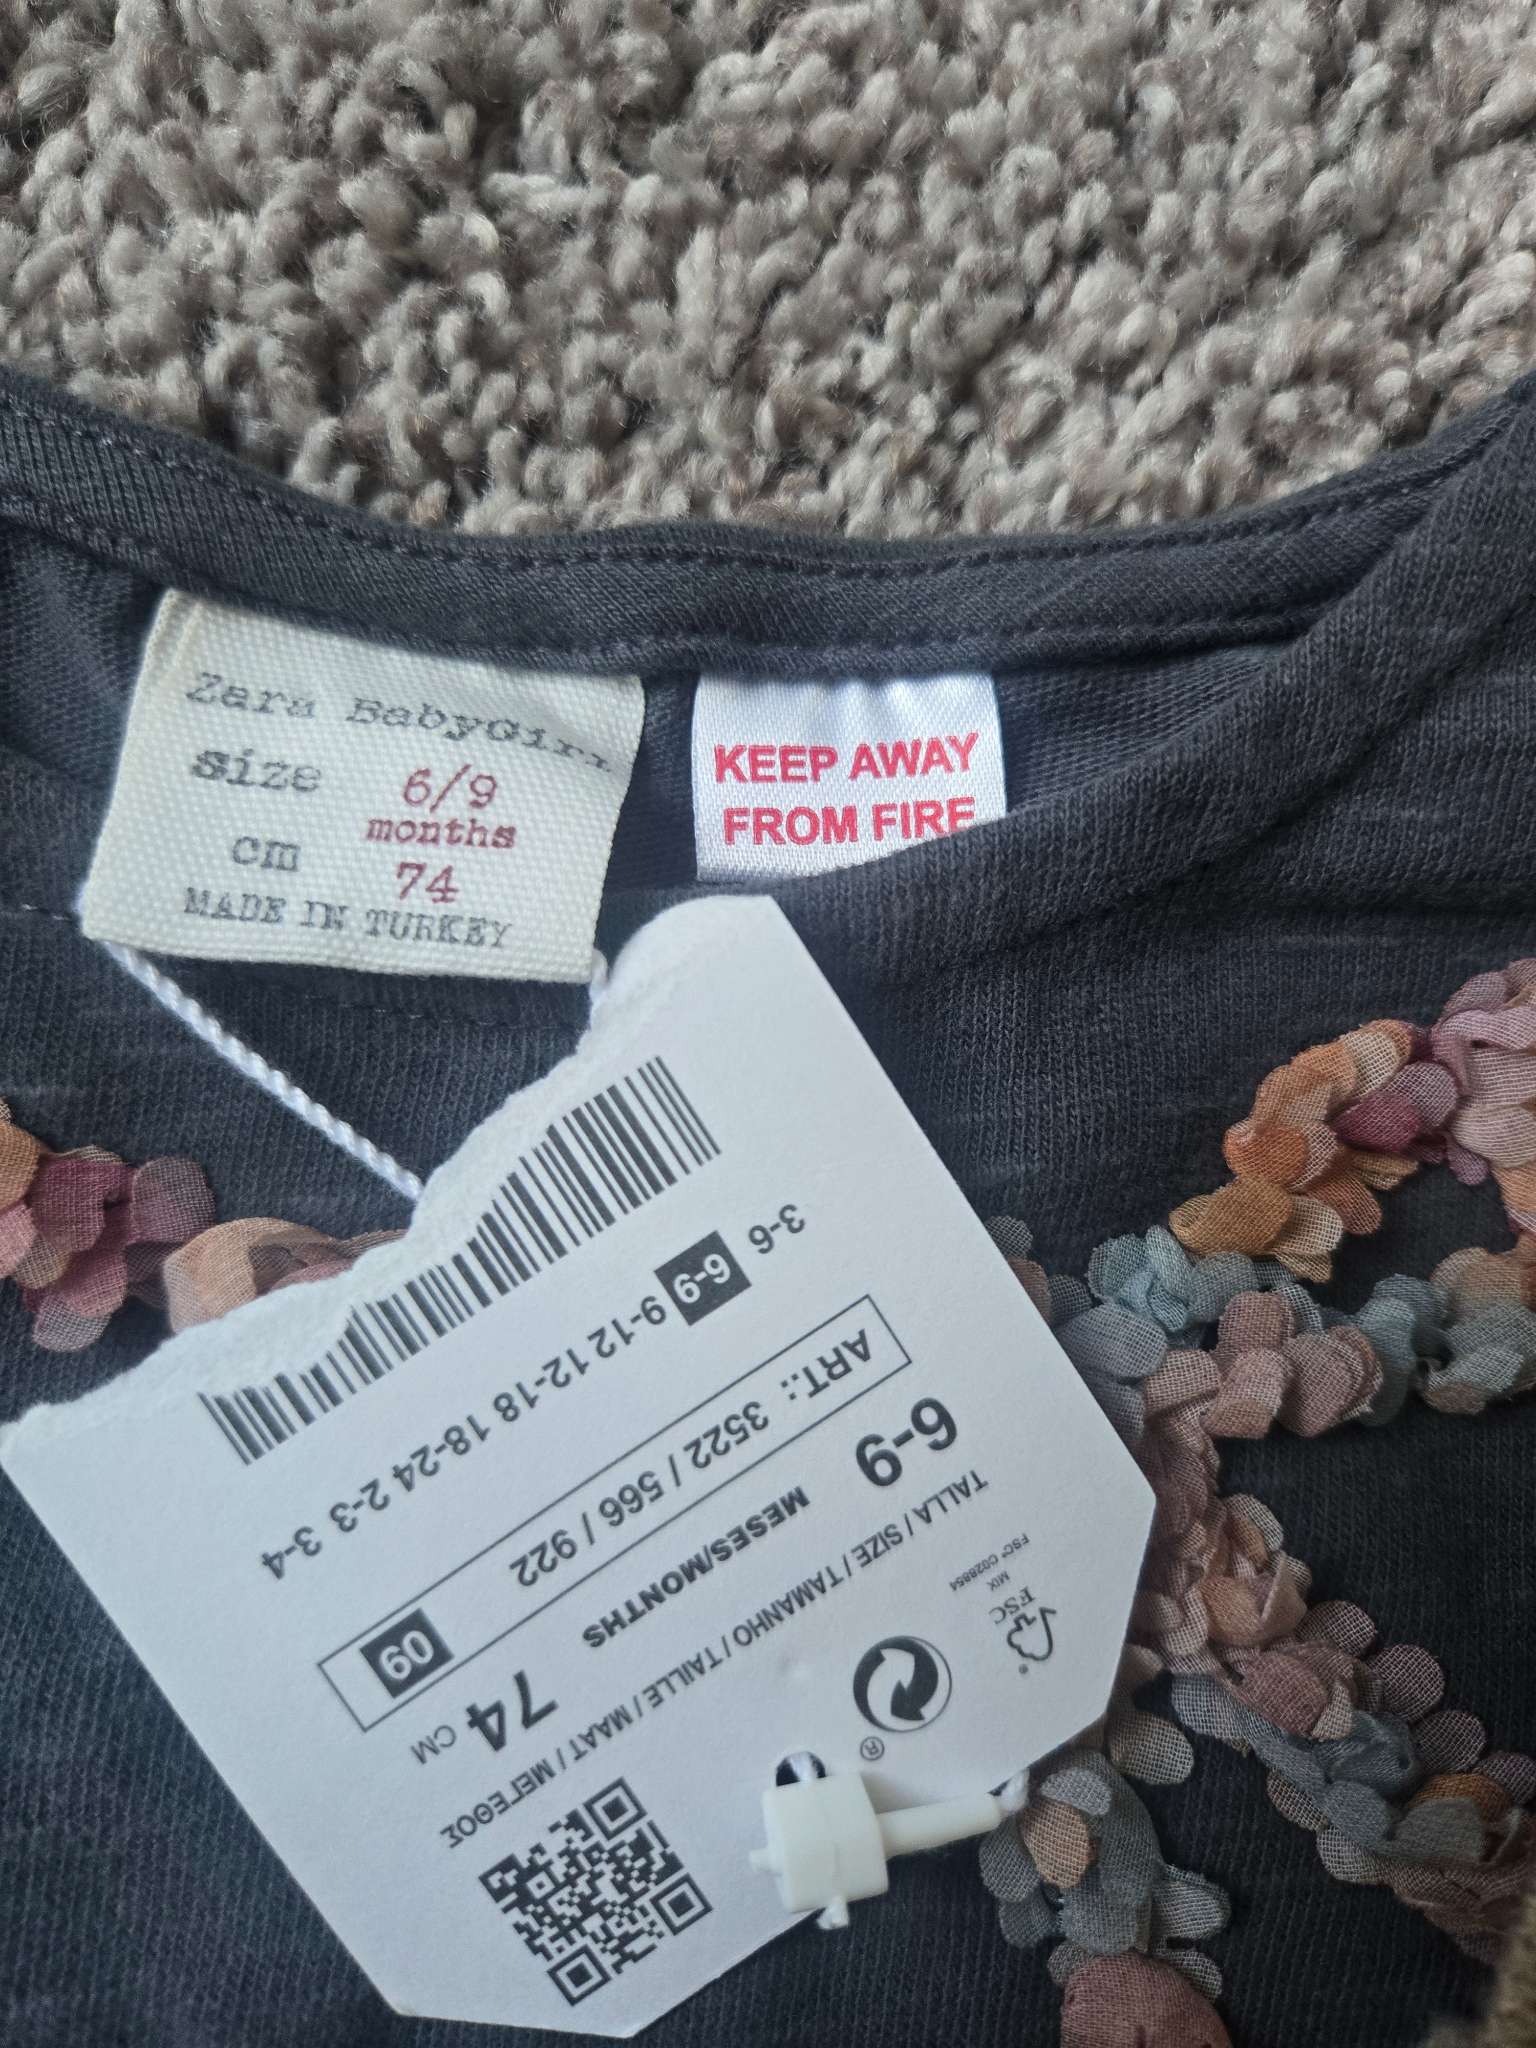 Zara BabyGirl
size 6/9
months
cm 74
MADE IN TURKEY
KEEP AWAY
FROM FIRE
FSC
MIX
FSC® C028854
®
TALLA / SIZE / TAMANHO / TAILLE / MAAT / ΜΕΓΕΘΟΣ
6-9 MESES/MONTHS 74 CM
ART.: 3522 / 566 / 922 09
3-6 6-9 9-12 12-18 18-24 2-3 3-4